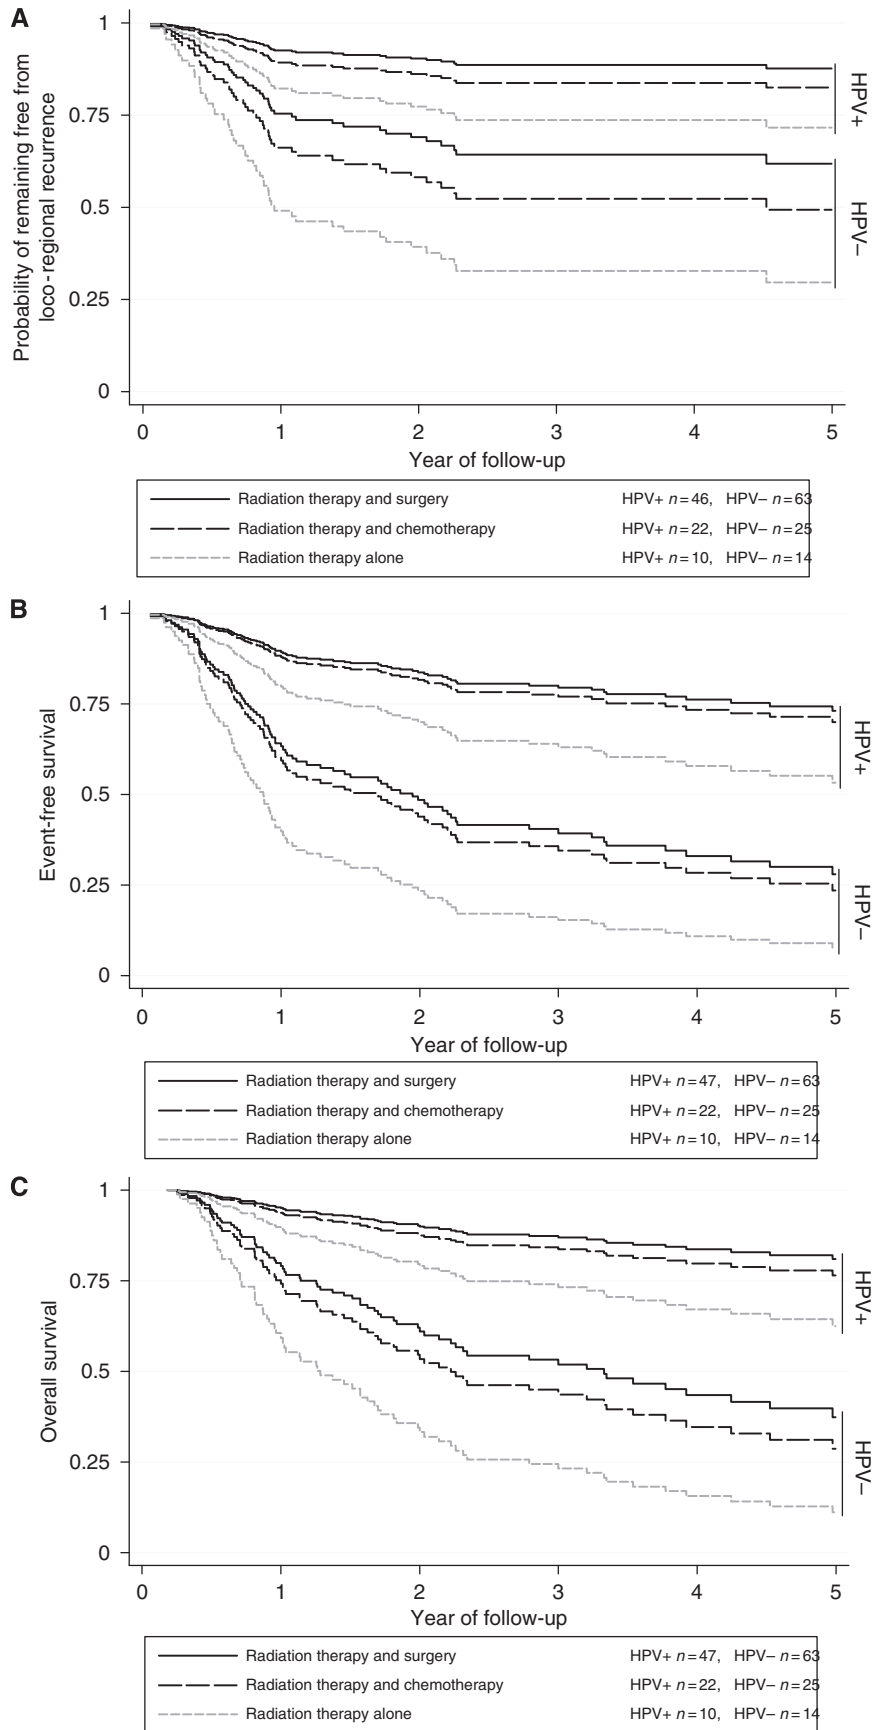 A
Probability of remaining free from
loco-regional recurrence
1
0.75
0.5
0.25
0
HPV+
HPV–
0 1 2 3 4 5
Year of follow-up
Radiation therapy and surgery HPV+ n=46, HPV– n=63
Radiation therapy and chemotherapy HPV+ n=22, HPV– n=25
Radiation therapy alone HPV+ n=10, HPV– n=14
B
Event-free survival
1
0.75
0.5
0.25
0
HPV+
HPV–
0 1 2 3 4 5
Year of follow-up
Radiation therapy and surgery HPV+ n=47, HPV– n=63
Radiation therapy and chemotherapy HPV+ n=22, HPV– n=25
Radiation therapy alone HPV+ n=10, HPV– n=14
C
Overall survival
1
0.75
0.5
0.25
0
HPV+
HPV–
0 1 2 3 4 5
Year of follow-up
Radiation therapy and surgery HPV+ n=47, HPV– n=63
Radiation therapy and chemotherapy HPV+ n=22, HPV– n=25
Radiation therapy alone HPV+ n=10, HPV– n=14